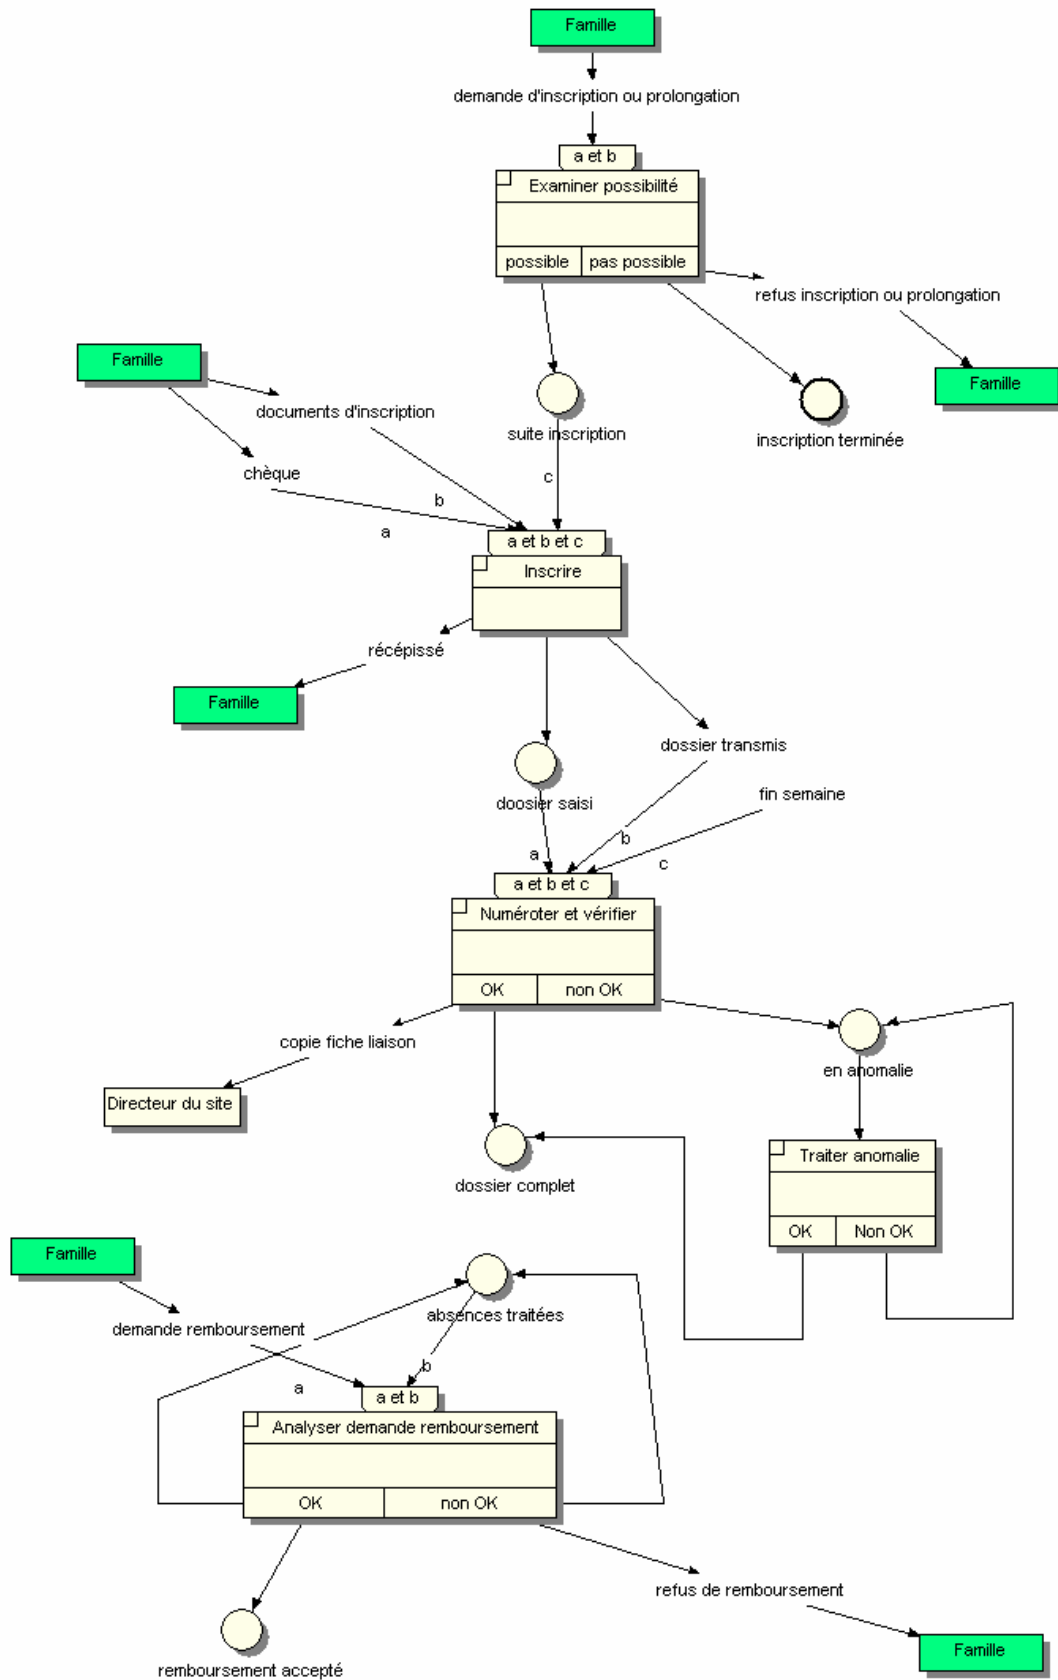 Famille
demande d'inscription ou prolongation
a et b
Examiner possibilité
possible
pas possible
refus inscription ou prolongation
Famille
Famille
documents d'inscription
suite inscription
inscription terminée
chèque
c
b
a
a et b et c
Inscrire
récépissé
Famille
dossier transmis
doosier saisi
fin semaine
b
a
c
a et b et c
Numéroter et vérifier
OK
non OK
copie fiche liaison
en anomalie
Directeur du site
Traiter anomalie
dossier complet
OK
Non OK
Famille
absences traitées
demande remboursement
b
a
a et b
Analyser demande remboursement
OK
non OK
refus de remboursement
Famille
remboursement accepté